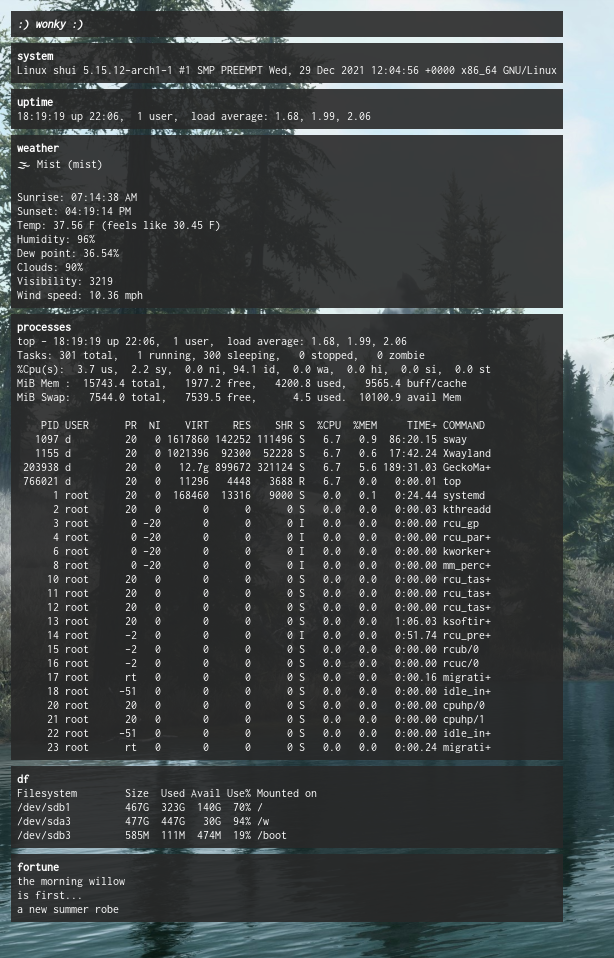 :) wonky :)
system
Linux shui 5.15.12-arch1-1 #1 SMP PREEMPT Wed, 29 Dec 2021 12:04:56 +0000 x86_64 GNU/Linux
uptime
18:19:19 up 22:06,  1 user,  load average: 1.68, 1.99, 2.06
weather
Mist (mist)
Sunrise: 07:14:38 AM
Sunset: 04:19:14 PM
Temp: 37.56 F (feels like 30.45 F)
Humidity: 96%
Dew point: 36.54%
Clouds: 90%
Visibility: 3219
Wind speed: 10.36 mph
processes
top - 18:19:19 up 22:06,  1 user,  load average: 1.68, 1.99, 2.06
Tasks: 301 total,   1 running, 300 sleeping,   0 stopped,   0 zombie
%Cpu(s):  3.7 us,  2.2 sy,  0.0 ni, 94.1 id,  0.0 wa,  0.0 hi,  0.0 si,  0.0 st
MiB Mem :  15743.4 total,   1977.2 free,   4200.8 used,   9565.4 buff/cache
MiB Swap:   7544.0 total,   7539.5 free,      4.5 used.  10100.9 avail Mem
PID USER      PR  NI    VIRT    RES    SHR S  %CPU  %MEM     TIME+ COMMAND
1097 d         20   0 1617860 142252 111496 S   6.7   0.9  86:20.15 sway
1155 d         20   0 1021396  92300  52228 S   6.7   0.6  17:42.24 Xwayland
203938 d         20   0   12.7g 899672 321124 S   6.7   5.6 189:31.03 GeckoMa+
766021 d         20   0   11296   4448   3688 R   6.7   0.0   0:00.01 top
1 root      20   0  168460  13316   9000 S   0.0   0.1   0:24.44 systemd
2 root      20   0       0      0      0 S   0.0   0.0   0:00.03 kthreadd
3 root       0 -20       0      0      0 I   0.0   0.0   0:00.00 rcu_gp
4 root       0 -20       0      0      0 I   0.0   0.0   0:00.00 rcu_par+
6 root       0 -20       0      0      0 I   0.0   0.0   0:00.00 kworker+
8 root       0 -20       0      0      0 I   0.0   0.0   0:00.00 mm_perc+
10 root      20   0       0      0      0 S   0.0   0.0   0:00.00 rcu_tas+
11 root      20   0       0      0      0 S   0.0   0.0   0:00.00 rcu_tas+
12 root      20   0       0      0      0 S   0.0   0.0   0:00.00 rcu_tas+
13 root      20   0       0      0      0 S   0.0   0.0   1:06.03 ksoftir+
14 root      -2   0       0      0      0 I   0.0   0.0   0:51.74 rcu_pre+
15 root      -2   0       0      0      0 S   0.0   0.0   0:00.00 rcub/0
16 root      -2   0       0      0      0 S   0.0   0.0   0:00.00 rcuc/0
17 root      rt   0       0      0      0 S   0.0   0.0   0:00.16 migrati+
18 root     -51   0       0      0      0 S   0.0   0.0   0:00.00 idle_in+
20 root      20   0       0      0      0 S   0.0   0.0   0:00.00 cpuhp/0
21 root      20   0       0      0      0 S   0.0   0.0   0:00.00 cpuhp/1
22 root     -51   0       0      0      0 S   0.0   0.0   0:00.00 idle_in+
23 root      rt   0       0      0      0 S   0.0   0.0   0:00.24 migrati+
df
Filesystem        Size  Used Avail Use% Mounted on
/dev/sdb1         467G  323G  140G  70% /
/dev/sda3         477G  447G   30G  94% /w
/dev/sdb3         585M  111M  474M  19% /boot
fortune
the morning willow
is first...
a new summer robe